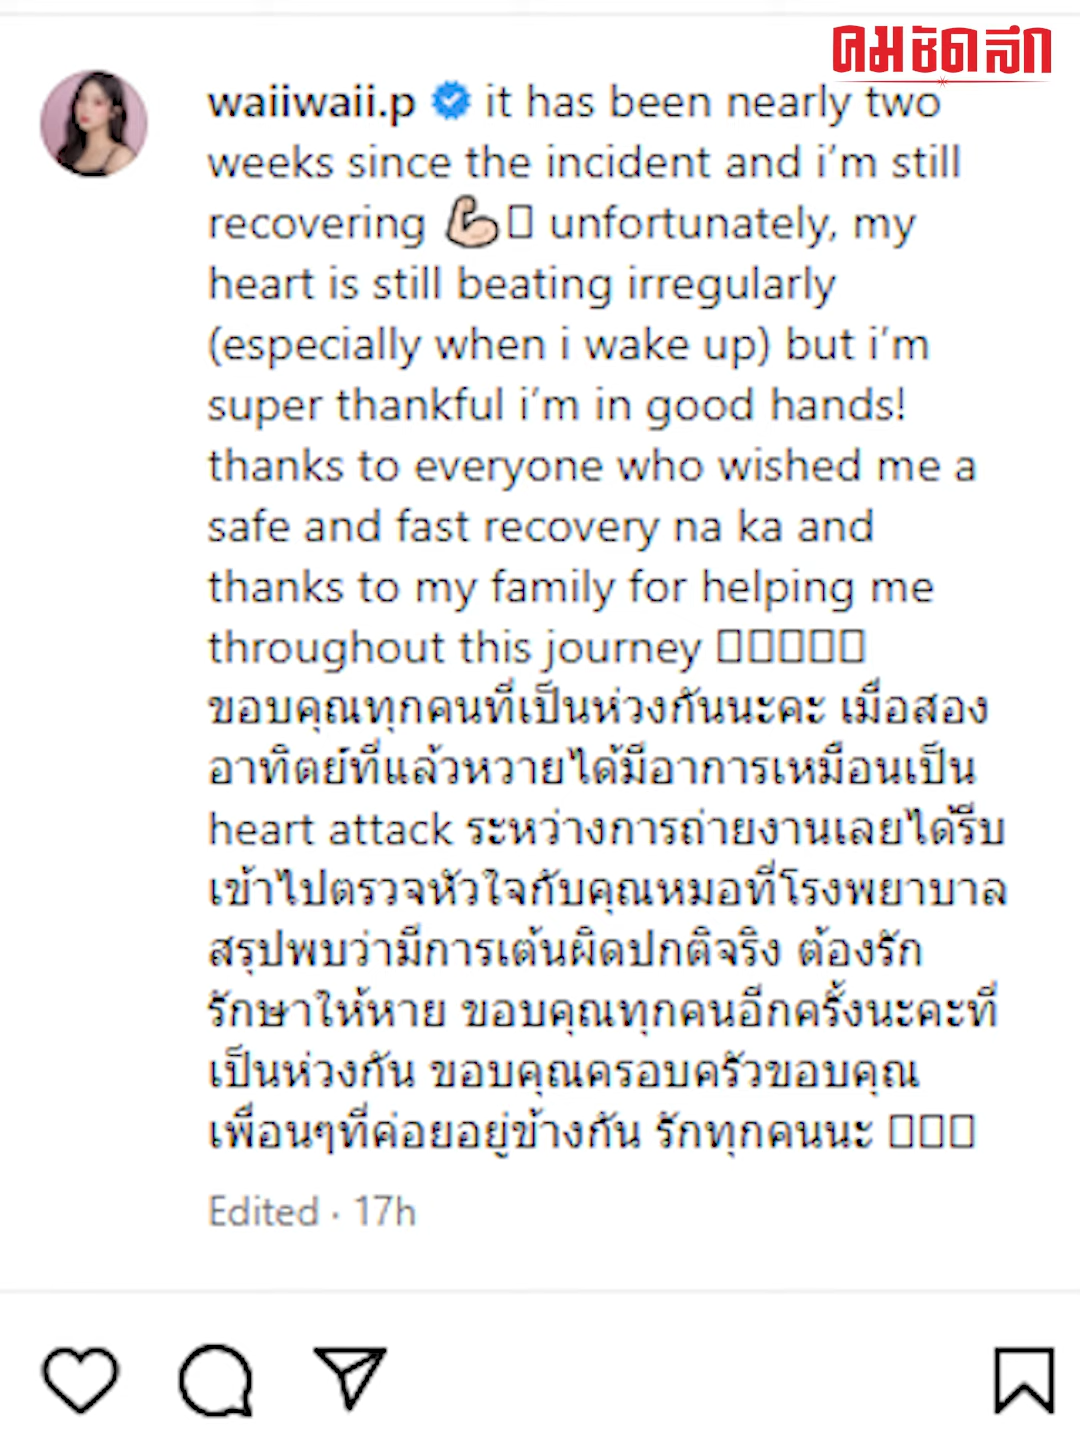 คมชัดลึก
waiiwaii.p it has been nearly two
weeks since the incident and i'm still
recovering 💪🏻▯ unfortunately, my
heart is still beating irregularly
(especially when i wake up) but i'm
super thankful i'm in good hands!
thanks to everyone who wished me a
safe and fast recovery na ka and
thanks to my family for helping me
throughout this journey ▯▯▯▯▯
ขอบคุณทุกคนที่เป็นห่วงกันนะคะ เมื่อสอง
อาทิตย์ที่แล้วหวายได้มีอาการเหมือนเป็น
heart attack ระหว่างการถ่ายงานเลยได้รีบ
เข้าไปตรวจหัวใจกับคุณหมอที่โรงพยาบาล
สรุปพบว่ามีการเต้นผิดปกติจริง ต้องรัก
รักษาให้หาย ขอบคุณทุกคนอีกครั้งนะคะที่
เป็นห่วงกัน ขอบคุณครอบครัวขอบคุณ
เพื่อนๆที่ค่อยอยู่ข้างกัน รักทุกคนนะ ▯▯▯
Edited · 17h